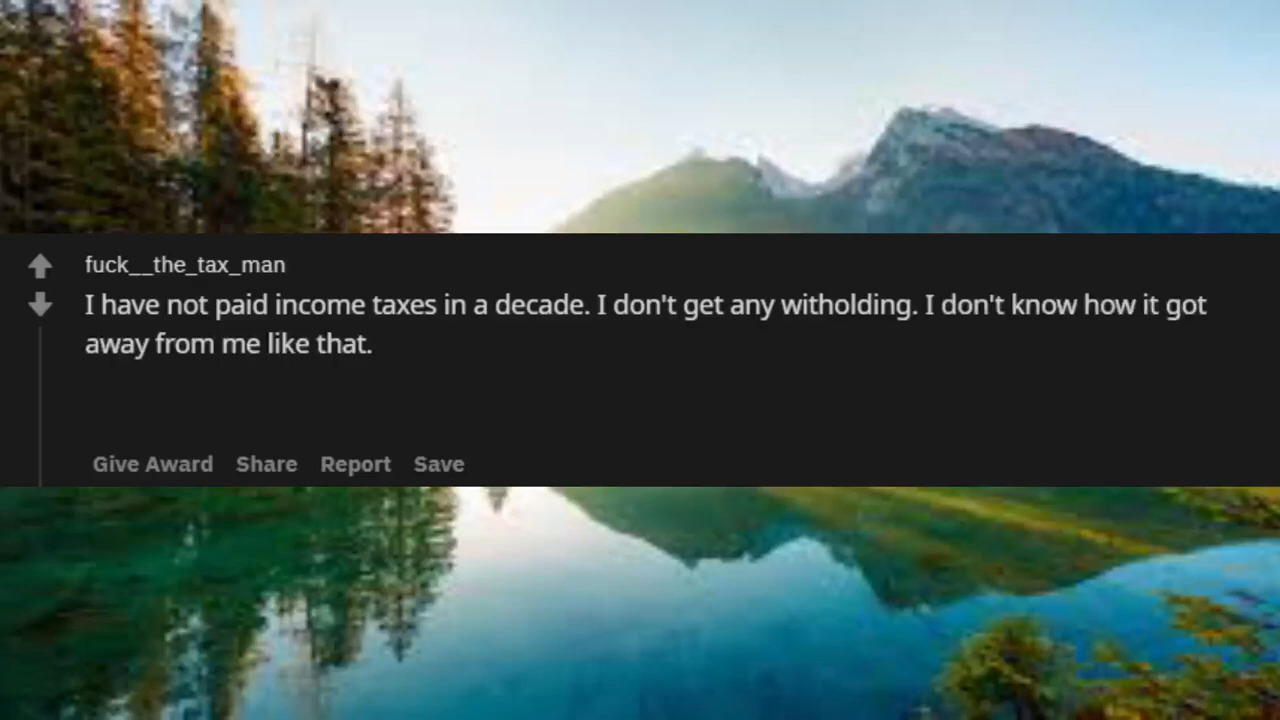 fuck__the_tax_man
I have not paid income taxes in a decade. I don't get any witholding. I don't know how it got
away from me like that.
Give Award Share Report Save